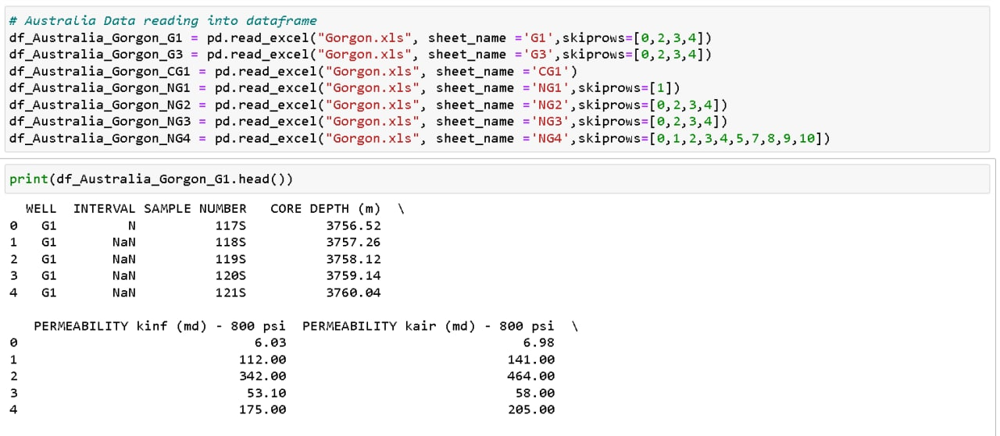 # Australia Data reading into dataframe
df_Australia_Gorgon_G1 = pd.read_excel("Gorgon.xls", sheet_name ='G1',skiprows=[0,2,3,4])
df_Australia_Gorgon_G3 = pd.read_excel("Gorgon.xls", sheet_name ='G3',skiprows=[0,2,3,4])
df_Australia_Gorgon_CG1 = pd.read_excel("Gorgon.xls", sheet_name ='CG1')
df_Australia_Gorgon_NG1 = pd.read_excel("Gorgon.xls", sheet_name ='NG1',skiprows=[1])
df_Australia_Gorgon_NG2 = pd.read_excel("Gorgon.xls", sheet_name ='NG2',skiprows=[0,2,3,4])
df_Australia_Gorgon_NG3 = pd.read_excel("Gorgon.xls", sheet_name ='NG3',skiprows=[0,2,3,4])
df_Australia_Gorgon_NG4 = pd.read_excel("Gorgon.xls", sheet_name ='NG4',skiprows=[0,1,2,3,4,5,7,8,9,10])
print(df_Australia_Gorgon_G1.head())
  WELL  INTERVAL SAMPLE NUMBER   CORE DEPTH (m)  \
0   G1         N          117S          3756.52
1   G1       NaN          118S          3757.26
2   G1       NaN          119S          3758.12
3   G1       NaN          120S          3759.14
4   G1       NaN          121S          3760.04
   PERMEABILITY kinf (md) - 800 psi  PERMEABILITY kair (md) - 800 psi  \
0                              6.03                              6.98
1                            112.00                            141.00
2                            342.00                            464.00
3                             53.10                             58.00
4                            175.00                            205.00